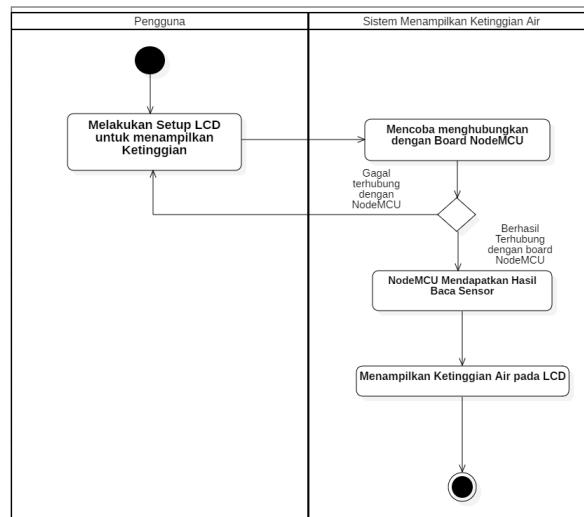 Pengguna
Sistem Menampilkan Ketinggian Air
Melakukan Setup LCD
untuk menampilkan
Ketinggian
Mencoba menghubungkan
dengan Board NodeMCU
Gagal
terhubung
dengan
NodeMCU
Berhasil
Terhubung
dengan board
NodeMCU
NodeMCU Mendapatkan Hasil
Baca Sensor
Menampilkan Ketinggian Air pada LCD